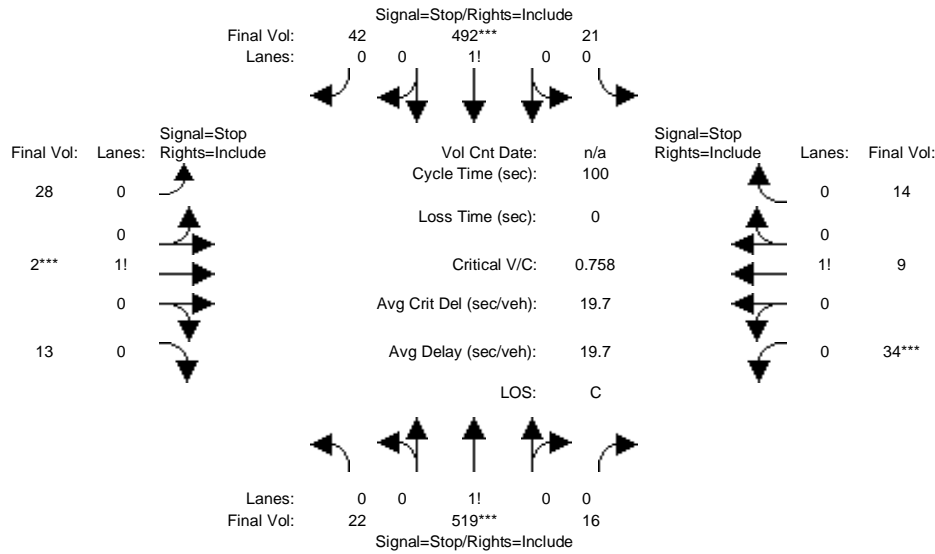 Signal=Stop/Rights=Include
Final Vol: 42 492*** 21
Lanes: 0 0 1! 0 0
Signal=Stop
Final Vol: Lanes: Rights=Include
Vol Cnt Date: n/a
Signal=Stop
Rights=Include Lanes: Final Vol:
Cycle Time (sec): 100
28 0
0 14
Loss Time (sec): 0
0
0
2*** 1!
Critical V/C: 0.758
1! 9
0
Avg Crit Del (sec/veh): 19.7
0
13 0
Avg Delay (sec/veh): 19.7
0 34***
LOS: C
Lanes: 0 0 1! 0 0
Final Vol: 22 519*** 16
Signal=Stop/Rights=Include